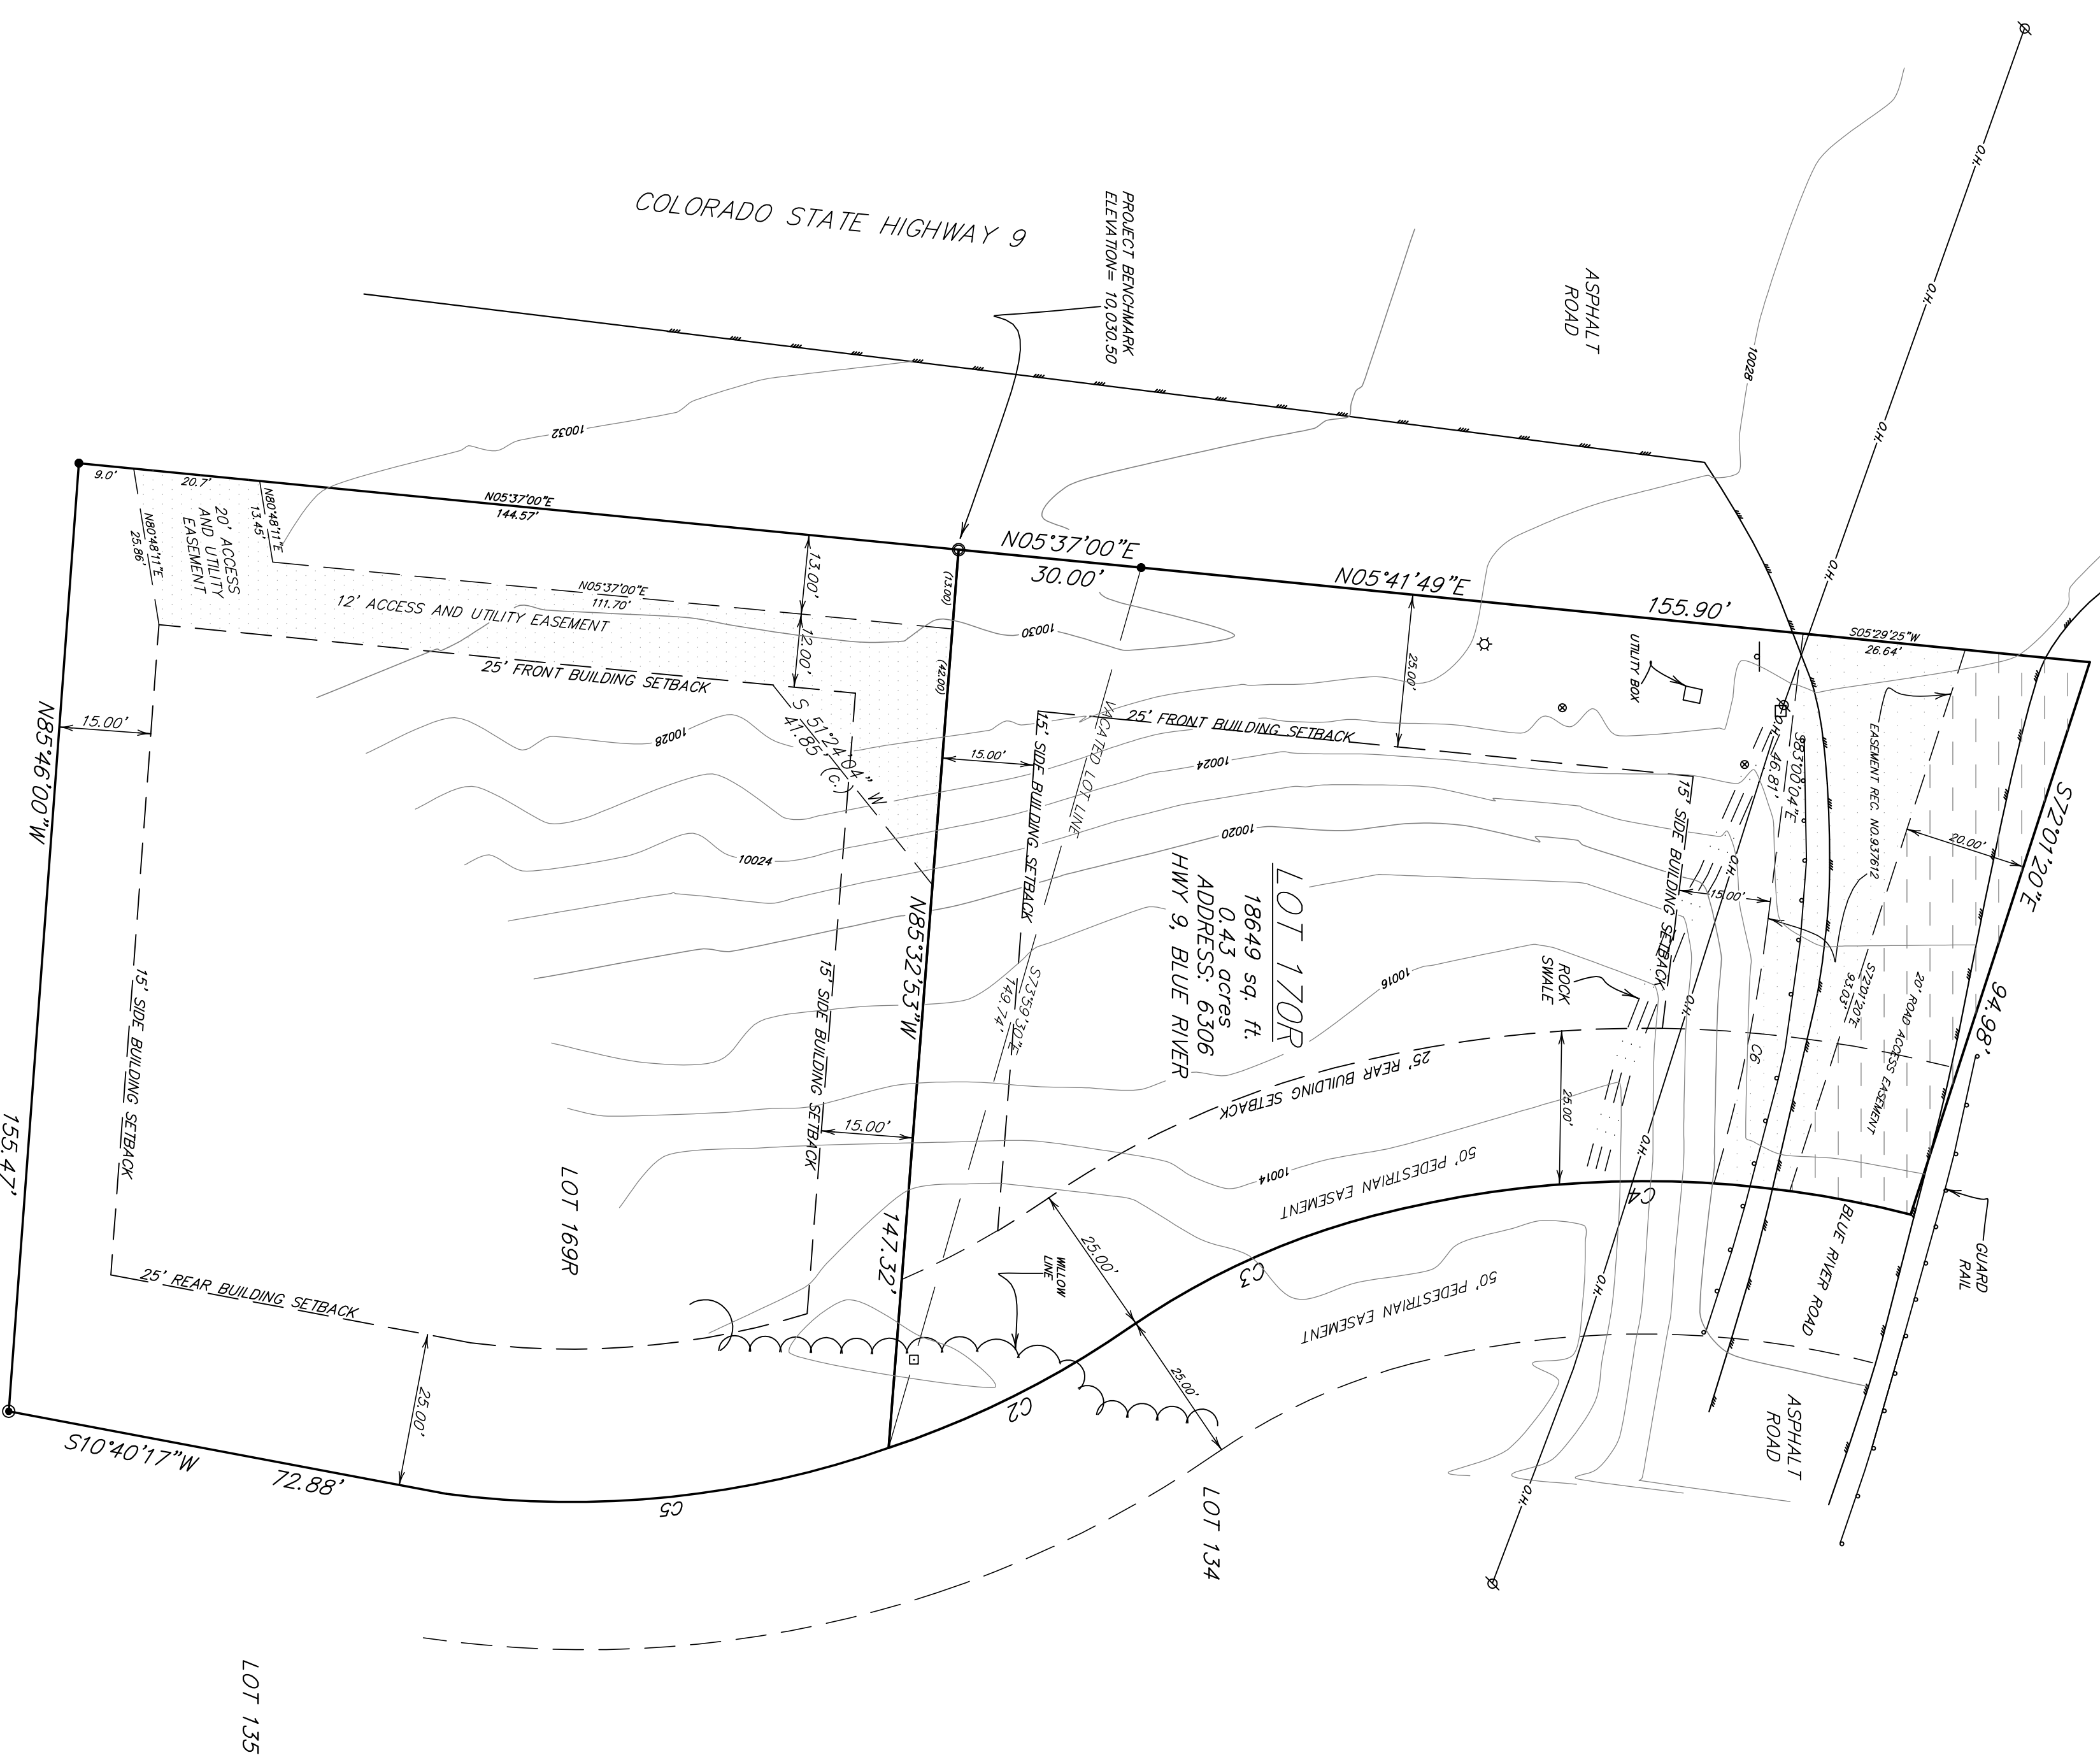 COLORADO STATE HIGHWAY 9
PROJECT BENCHMARK
ELEVATION= 10,030.50
ASPHALT
ROAD
O.H.
O.H.
O.H.
O.H.
O.H.
O.H.
O.H.
O.H.
O.H.
O.H.
10028
10032
9.0'
20.7'
N80°48'11"E
25.86'
N80°48'11"E
13.45'
20' ACCESS
AND UTILITY
EASEMENT
N05°37'00"E
144.57'
N05°37'00"E
111.70'
12' ACCESS AND UTILITY EASEMENT
13.00'
12.00'
(13.00)
(42.00)
N05°37'00"E
30.00'
N05°41'49"E
155.90'
S05°29'25"W
26.64'
25' FRONT BUILDING SETBACK
S 51°24'04" W
41.85' (c.)
10030
10028
10024
10024
10020
10016
10014
25.00'
25' FRONT BUILDING SETBACK
UTILITY BOX
S83°00'04"E
46.81'
EASEMENT REC. NO.937612
20.00'
S72°01'20"E
94.98'
15.00'
N85°46'00"W
155.47'
15' SIDE BUILDING SETBACK
15' SIDE BUILDING SETBACK
15.00'
N85°32'53"W
147.32'
15.00'
15' SIDE BUILDING SETBACK
VACATED LOT LINE
S73°59'30"E
149.74'
LOT 170R
18649 sq. ft.
0.43 acres
ADDRESS: 6306
HWY 9, BLUE RIVER
15' SIDE BUILDING SETBACK
15.00'
ROCK
SWALE
S72°01'20"E
93.03'
20' ROAD ACCESS EASEMENT
C6
25' REAR BUILDING SETBACK
25.00'
50' PEDESTRIAN EASEMENT
50' PEDESTRIAN EASEMENT
C4
C3
C2
C5
BLUE RIVER ROAD
GUARD
RAIL
ASPHALT
ROAD
LOT 169R
WILLOW
LINE
25.00'
25.00'
25' REAR BUILDING SETBACK
25.00'
S10°40'17"W
72.88'
LOT 134
LOT 135